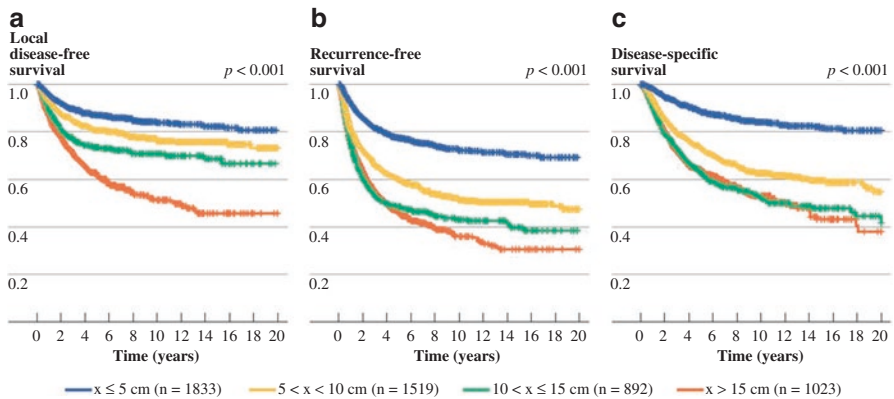 a
Local
disease-free
survival
p < 0.001
1.0
0.8
0.6
0.4
0.2
0 2 4 6 8 10 12 14 16 18 20
Time (years)
b
Recurrence-free
survival
p < 0.001
1.0
0.8
0.6
0.4
0.2
0 2 4 6 8 10 12 14 16 18 20
Time (years)
c
Disease-specific
survival
p < 0.001
1.0
0.8
0.6
0.4
0.2
0 2 4 6 8 10 12 14 16 18 20
Time (years)
x ≤ 5 cm (n = 1833) 5 < x < 10 cm (n = 1519) 10 < x ≤ 15 cm (n = 892) x > 15 cm (n = 1023)